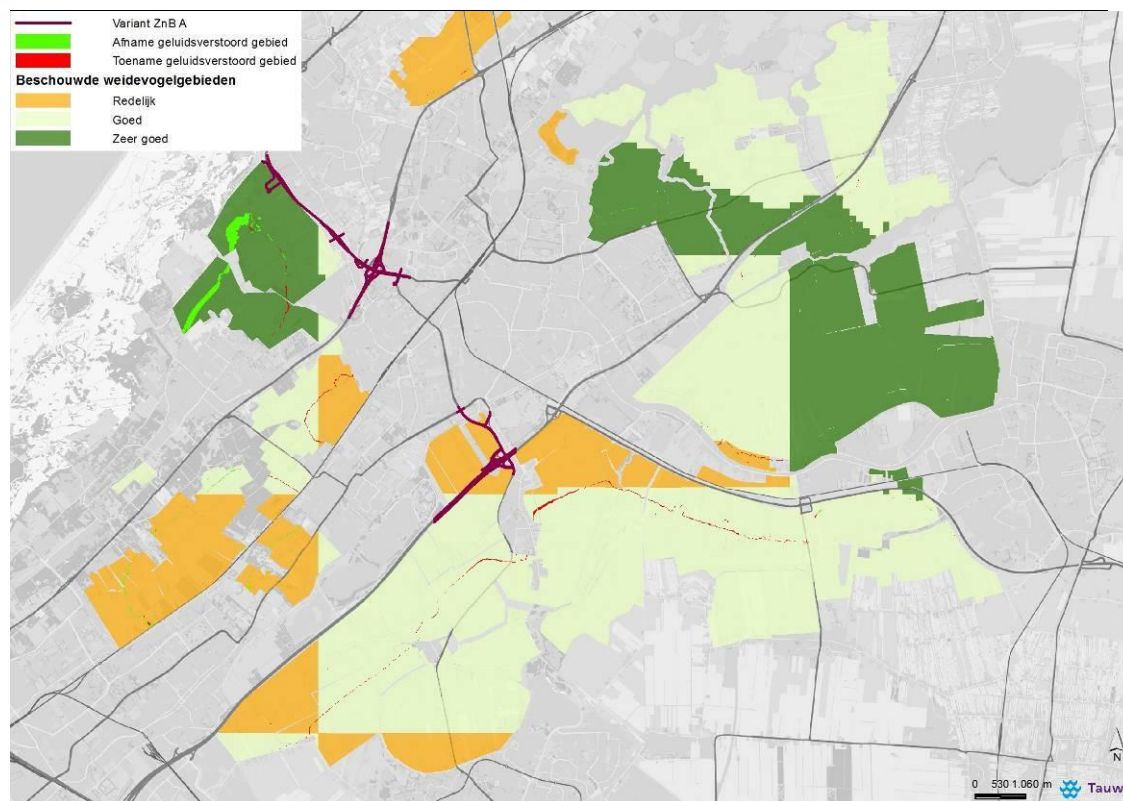 Variant ZnB A
Afname geluidsverstoord gebied
Toename geluidsverstoord gebied
Beschouwde weidevogelgebieden
Redelijk
Goed
Zeer goed
N
0 530 1.060 m
Tauw